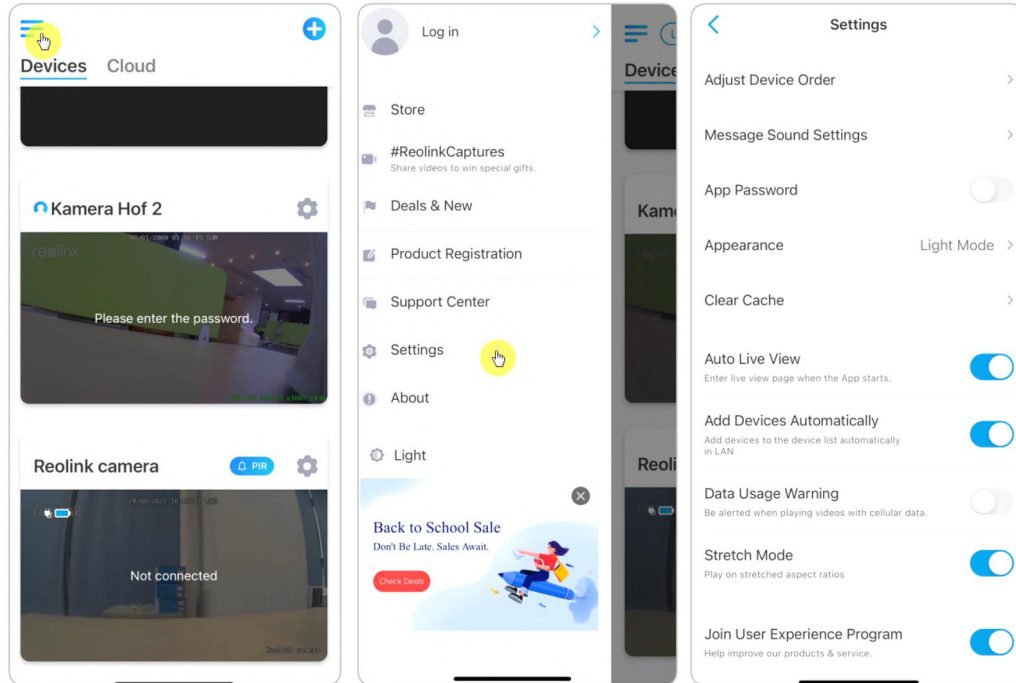 Devices Cloud
Kamera Hof 2
reolink
Please enter the password.
Reolink camera
PIR
Not connected
Log in
Store
#ReolinkCaptures
Share videos to win special gifts.
Deals & New
Product Registration
Support Center
Settings
About
Light
Back to School Sale
Don't Be Late. Sales Await.
Check Deals
L
Device
Kam
Reoli
Settings
Adjust Device Order
Message Sound Settings
App Password
Appearance Light Mode
Clear Cache
Auto Live View
Enter live view page when the App starts.
Add Devices Automatically
Add devices to the device list automatically
in LAN
Data Usage Warning
Be alerted when playing videos with cellular data.
Stretch Mode
Play on stretched aspect ratios
Join User Experience Program
Help improve our products & service.